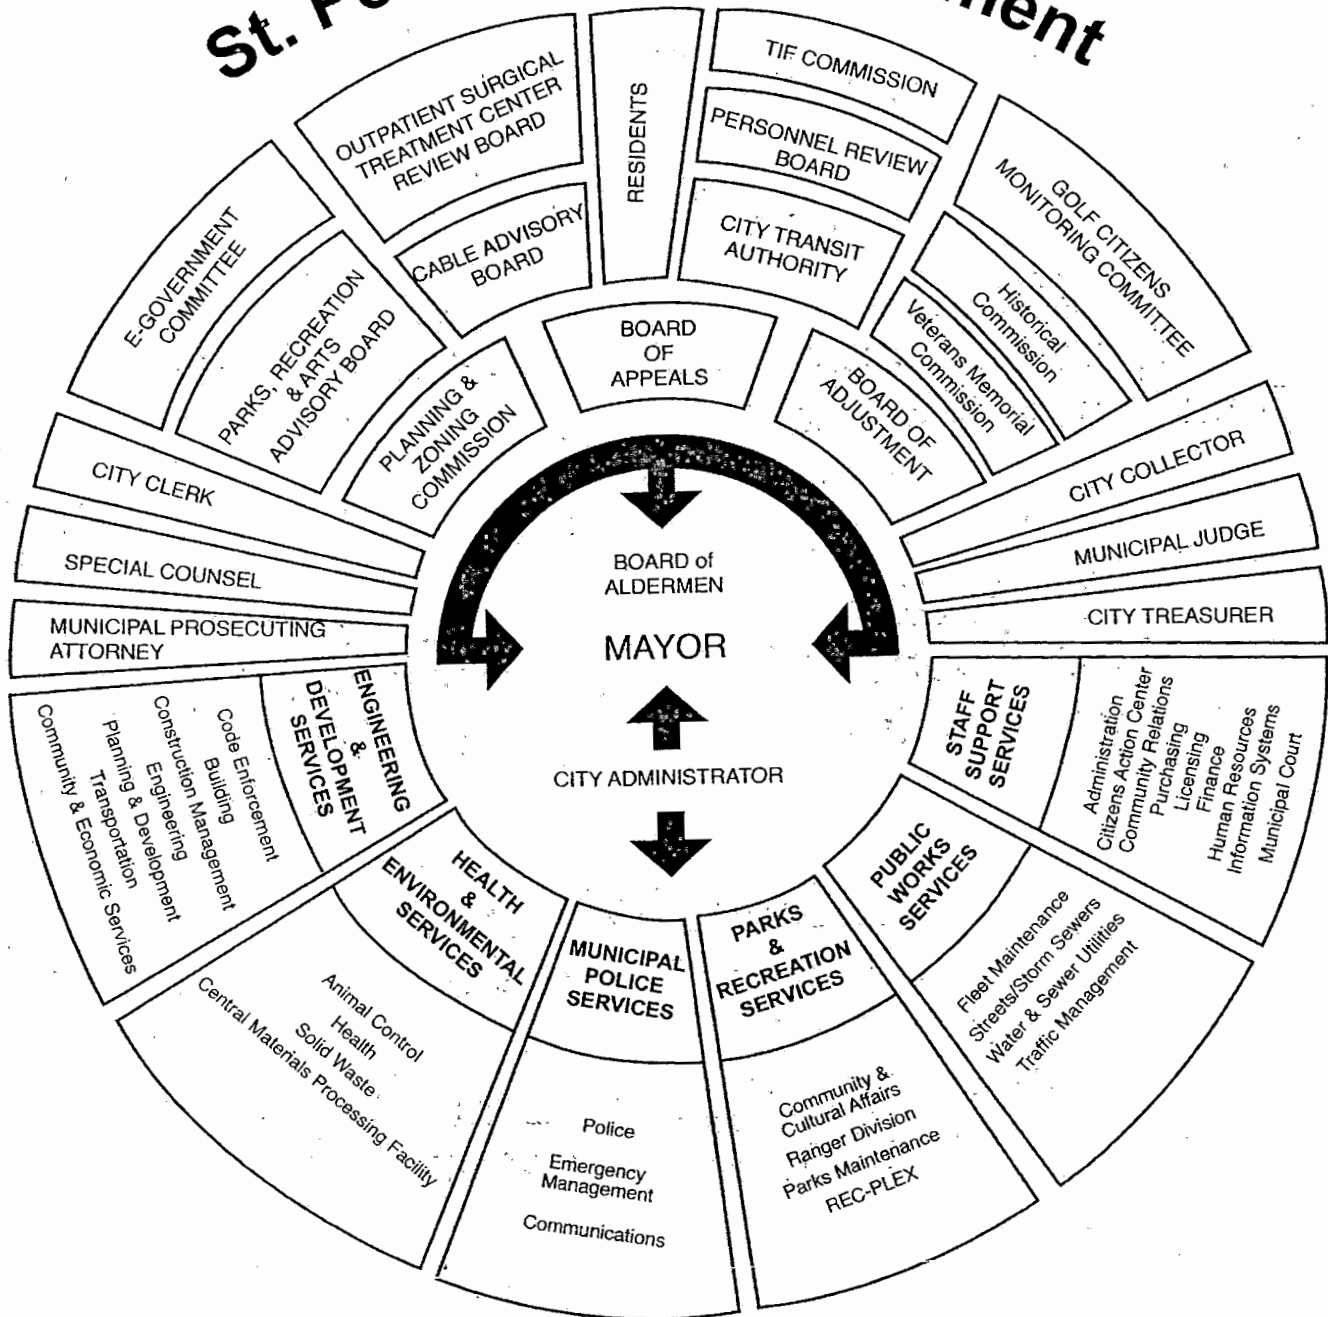 St.
TIF COMMISSION
OUTPATIENT SURGICAL
TREATMENT CENTER
REVIEW BOARD
RESIDENTS
PERSONNEL REVIEW
BOARD
GOLF CITIZENS
MONITORING COMMITTEE
E-GOVERNMENT
COMMITTEE
CABLE ADVISORY
BOARD
CITY TRANSIT
AUTHORITY
Historical
Commission
PARKS, RECREATION
& ARTS
ADVISORY BOARD
Veterans Memorial
Commission
PLANNING &
ZONING
COMMISSION
BOARD
OF
APPEALS
BOARD OF
ADJUSTMENT
CITY CLERK
CITY COLLECTOR
SPECIAL COUNSEL
MUNICIPAL JUDGE
MUNICIPAL PROSECUTING
ATTORNEY
CITY TREASURER
BOARD of
ALDERMEN
MAYOR
CITY ADMINISTRATOR
ENGINEERING
&
DEVELOPMENT
SERVICES
Code Enforcement
Building
Construction Management
Engineering
Planning & Development
Transportation
Community & Economic Services
HEALTH
&
ENVIRONMENTAL
SERVICES
Animal Control
Health
Solid Waste
Central Materials Processing Facility
MUNICIPAL
POLICE
SERVICES
Police
Emergency
Management
Communications
PARKS
&
RECREATION
SERVICES
Community &
Cultural Affairs
Ranger Division
Parks Maintenance
REC-PLEX
PUBLIC
WORKS
SERVICES
Fleet Maintenance
Streets/Storm Sewers
Water & Sewer Utilities
Traffic Management
STAFF
SUPPORT
SERVICES
Administration
Citizens Action Center
Community Relations
Purchasing
Licensing
Finance
Human Resources
Information Systems
Municipal Court